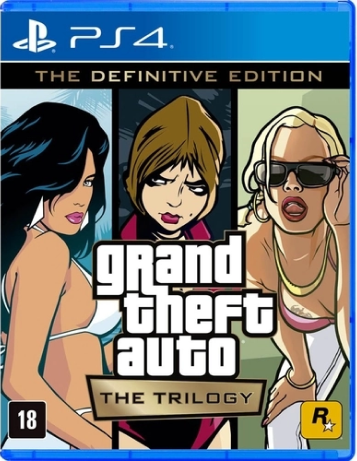 PS4
THE DEFINITIVE EDITION
grand
theft
auto
THE TRILOGY
18
R